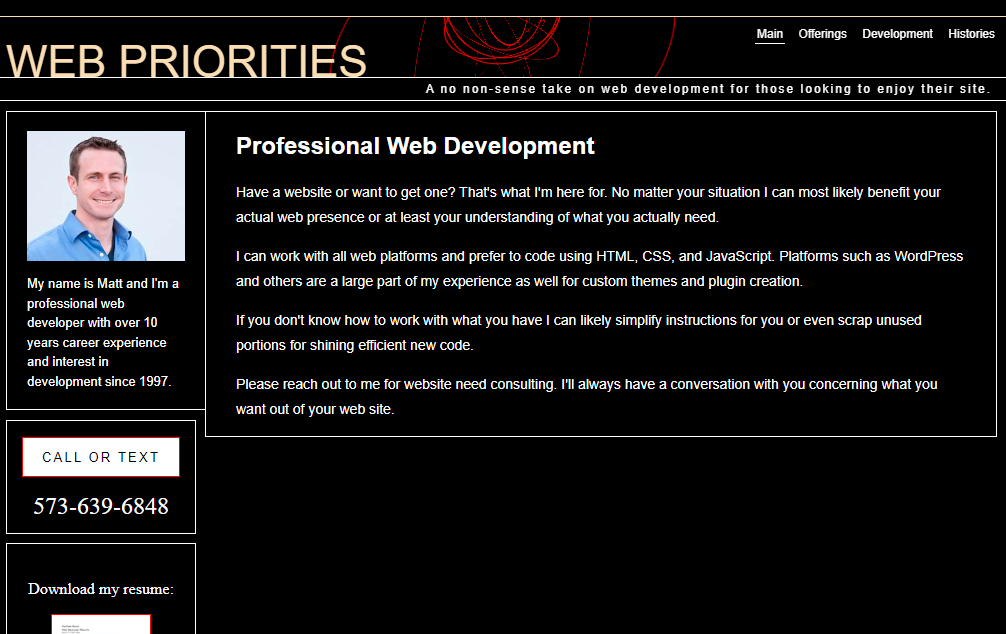 WEB PRIORITIES
Main Offerings Development Histories
A no non-sense take on web development for those looking to enjoy their site.
My name is Matt and I'm a
professional web
developer with over 10
years career experience
and interest in
development since 1997.
CALL OR TEXT
573-639-6848
Download my resume:
Professional Web Development
Have a website or want to get one? That's what I'm here for. No matter your situation I can most likely benefit your
actual web presence or at least your understanding of what you actually need.
I can work with all web platforms and prefer to code using HTML, CSS, and JavaScript. Platforms such as WordPress
and others are a large part of my experience as well for custom themes and plugin creation.
If you don't know how to work with what you have I can likely simplify instructions for you or even scrap unused
portions for shining efficient new code.
Please reach out to me for website need consulting. I'll always have a conversation with you concerning what you
want out of your web site.